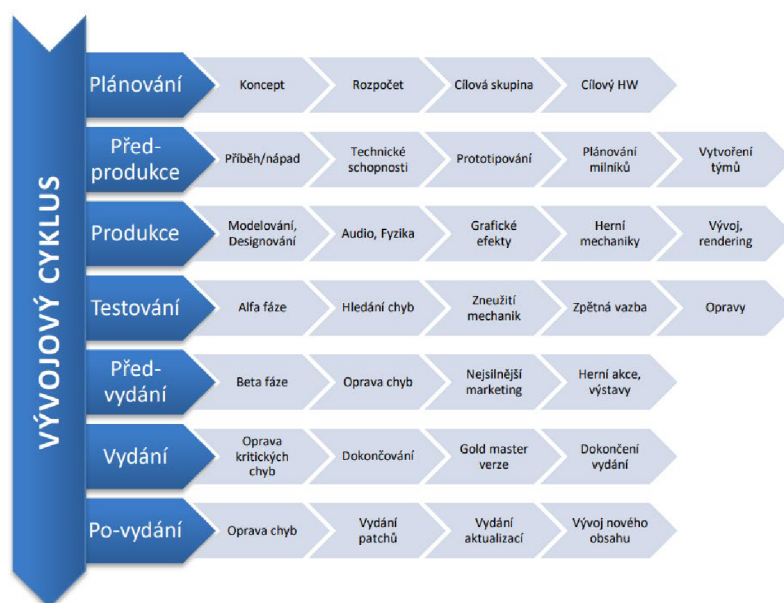 VÝVOJOVÝ CYKLUS
Plánování
Koncept
Rozpočet
Cílová skupina
Cílový HW
Před-
produkce
Příběh/nápad
Technické
schopnosti
Prototipování
Plánování
milníků
Vytvoření
týmů
Produkce
Modelování,
Designování
Audio, Fyzika
Grafické
efekty
Herní
mechaniky
Vývoj,
rendering
Testování
Alfa fáze
Hledání chyb
Zneužití
mechanik
Zpětná vazba
Opravy
Před-
vydání
Beta fáze
Oprava chyb
Nejsilnější
marketing
Herní akce,
výstavy
Vydání
Oprava
kritických
chyb
Dokončování
Gold master
verze
Dokončení
vydání
Po-vydání
Oprava chyb
Vydání
patchů
Vydání
aktualizací
Vývoj nového
obsahu